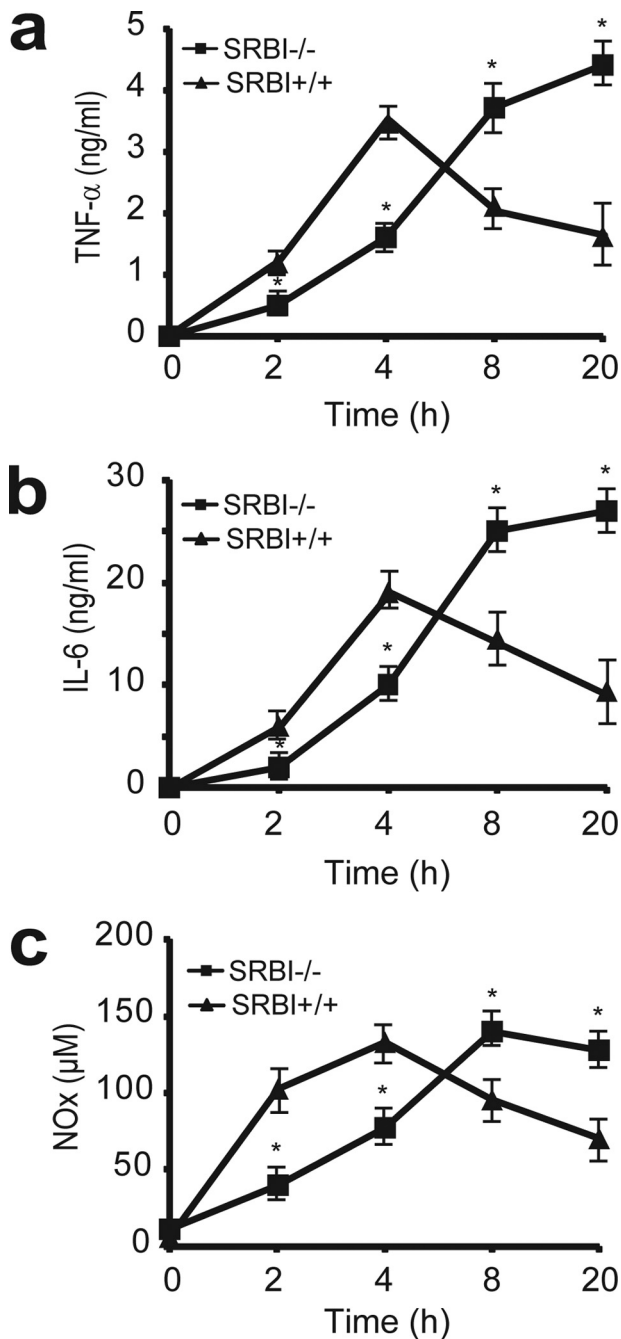 a
5
4
3
2
1
0
TNF-α (ng/ml)
SRBI-/-
SRBI+/+
*
*
*
*
0 2 4 8 20
Time (h)
b
30
20
10
0
IL-6 (ng/ml)
SRBI-/-
SRBI+/+
*
*
*
*
0 2 4 8 20
Time (h)
c
200
150
100
50
0
NOx (µM)
SRBI-/-
SRBI+/+
*
*
*
*
0 2 4 8 20
Time (h)